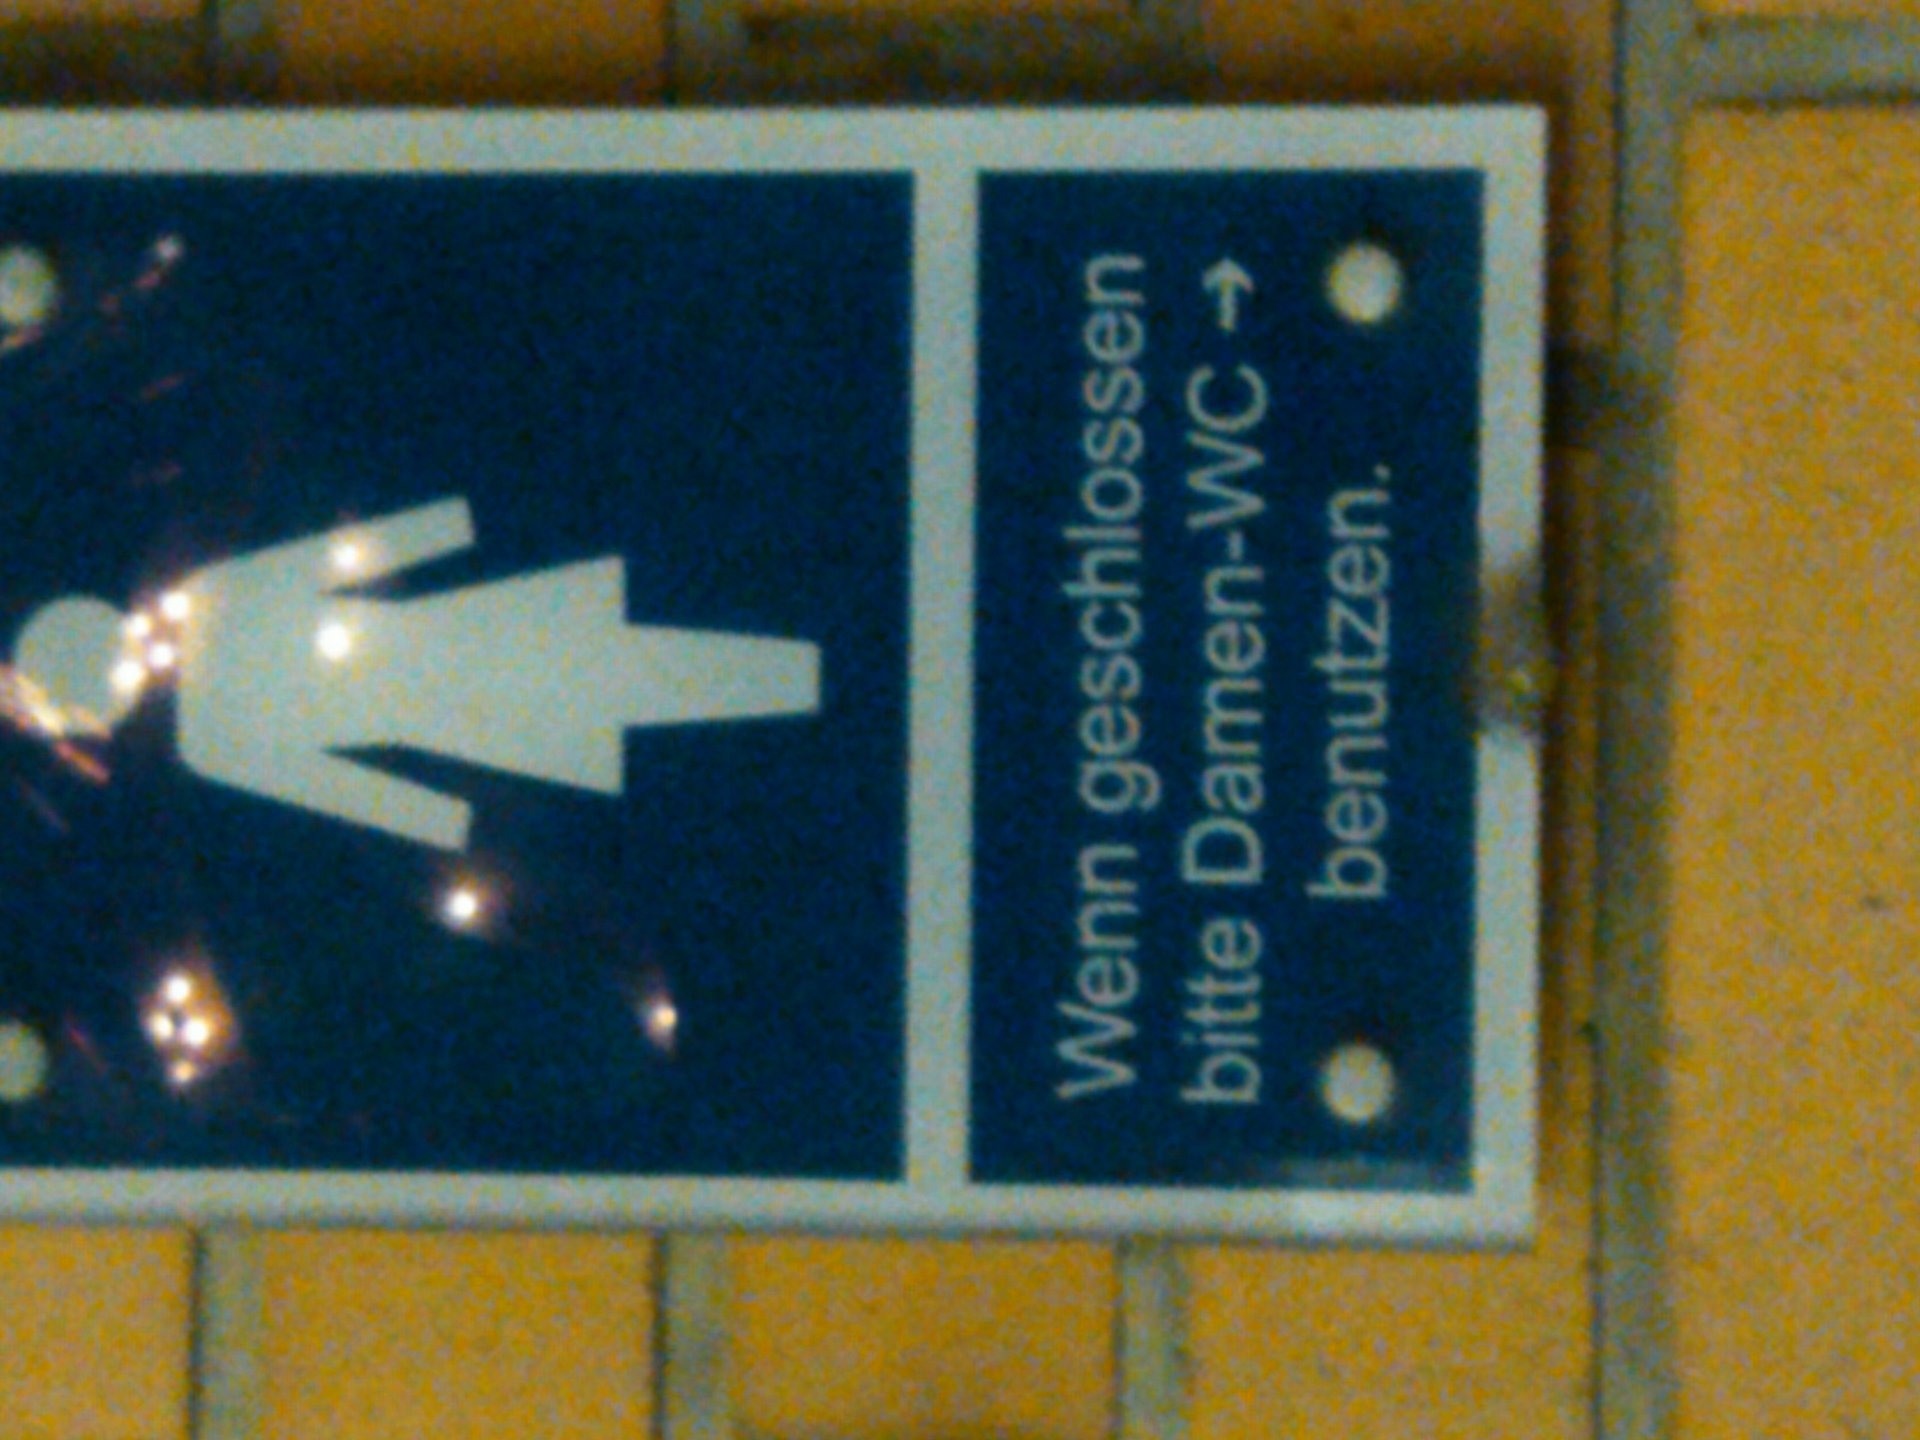 Wenn geschlossen
bitte Damen-WC →
benutzen.